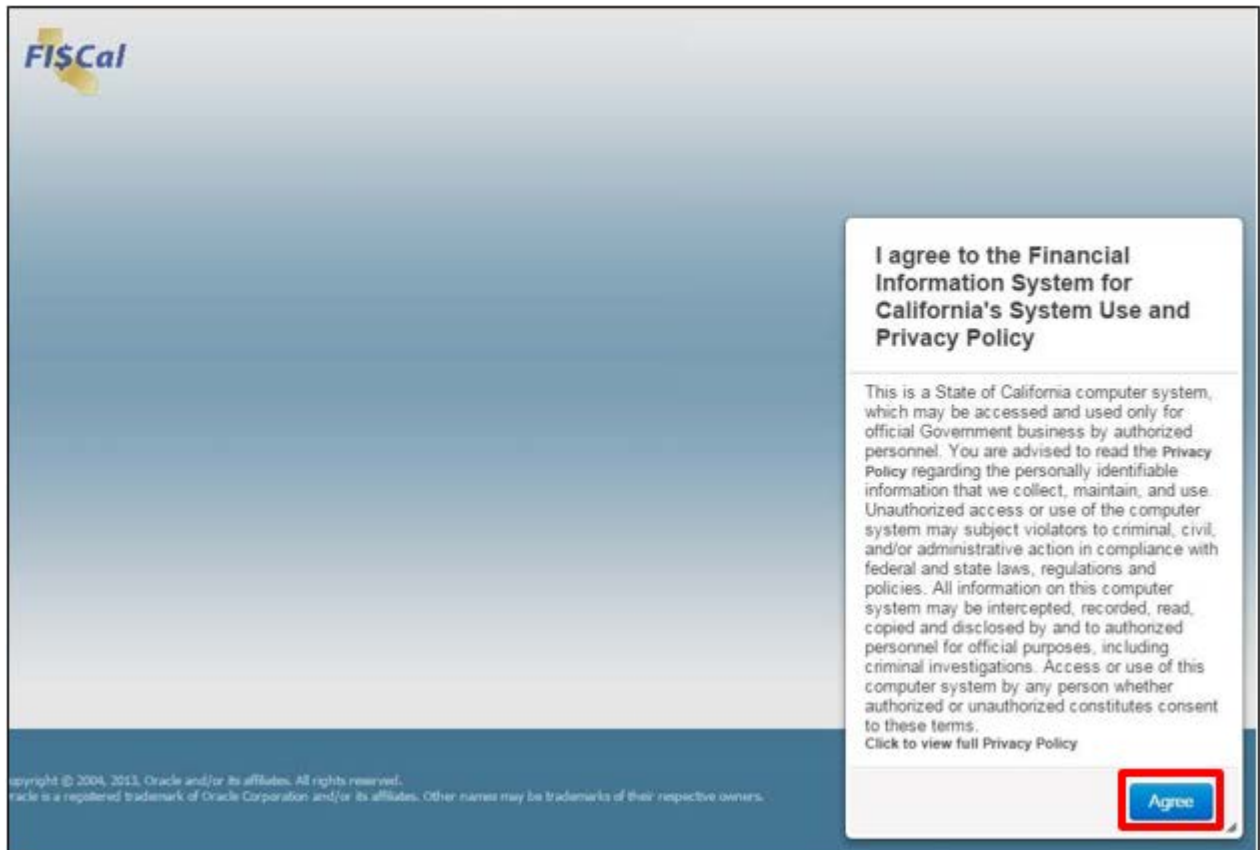 FI$Cal
I agree to the Financial
Information System for
California's System Use and
Privacy Policy
This is a State of California computer system,
which may be accessed and used only for
official Government business by authorized
personnel. You are advised to read the Privacy
Policy regarding the personally identifiable
information that we collect, maintain, and use.
Unauthorized access or use of the computer
system may subject violators to criminal, civil,
and/or administrative action in compliance with
federal and state laws, regulations and
policies. All information on this computer
system may be intercepted, recorded, read,
copied and disclosed by and to authorized
personnel for official purposes, including
criminal investigations. Access or use of this
computer system by any person whether
authorized or unauthorized constitutes consent
to these terms.
Click to view full Privacy Policy
Agree
opyright © 2004, 2013, Oracle and/or its affiliates. All rights reserved.
racle is a registered trademark of Oracle Corporation and/or its affiliates. Other names may be trademarks of their respective owners.